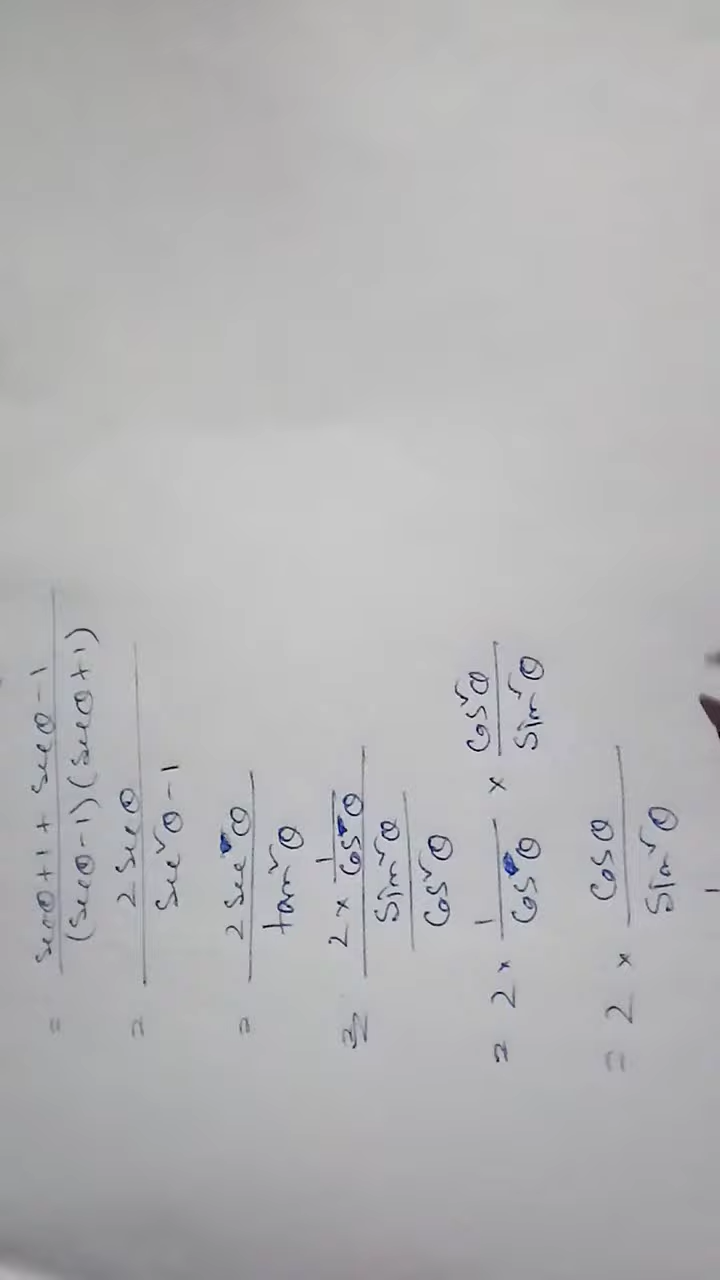 = secθ+1+secθ-1 / (secθ-1)(secθ+1)
= 2secθ / sec²θ-1
= 2secθ / tan²θ
= 2×1/cosθ / sin²θ/cos²θ
= 2×1/cosθ × cos²θ/sin²θ
= 2× cosθ/sin²θ